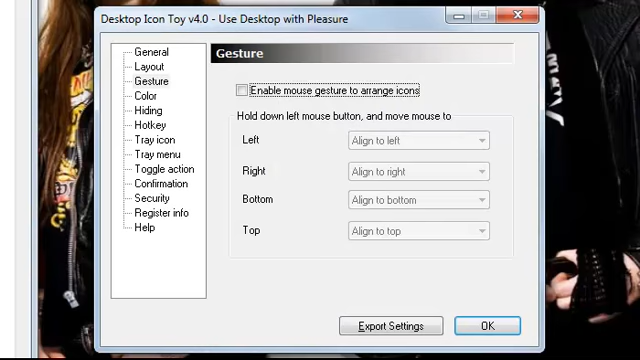 Desktop Icon Toy v4.0 - Use Desktop with Pleasure
General
Layout
Gesture
Color
Hiding
Hotkey
Tray icon
Tray menu
Toggle action
Confirmation
Security
Register info
Help
Gesture
Enable mouse gesture to arrange icons
Hold down left mouse button, and move mouse to
Left Align to left
Right Align to right
Bottom Align to bottom
Top Align to top
Export Settings OK